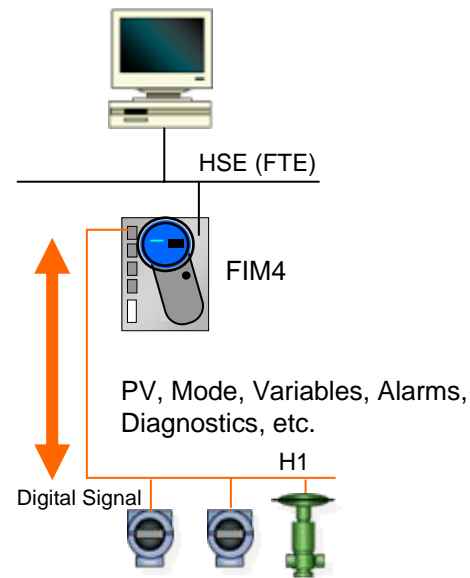 HSE (FTE)
FIM4
PV, Mode, Variables, Alarms,
Diagnostics, etc.
H1
Digital Signal